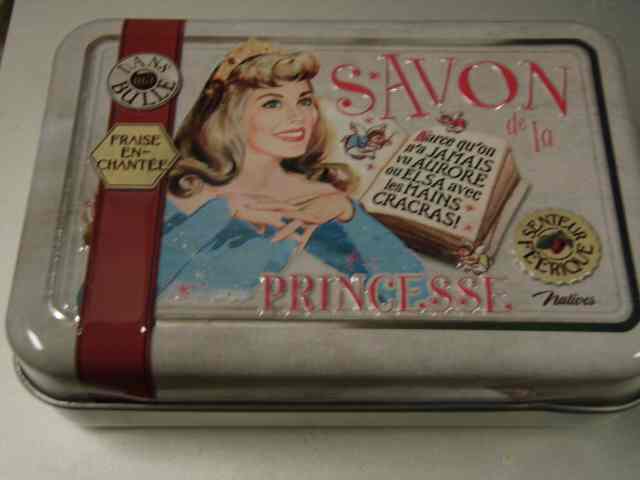 DANS
BULLE
FRAISE
EN-
CHANTÉE
SAVON
de la
Parce qu'on
n'a JAMAIS
vu AURORE
ou ELSA avec
les MAINS
CRACRAS!
SENTEUR
FÉERIQUE
PRINCESSE
Natives